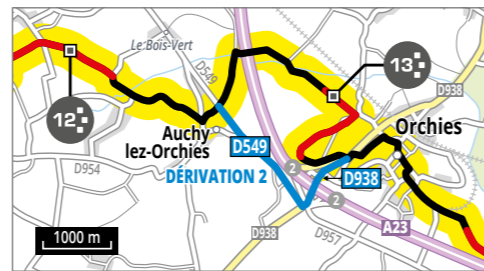 Le Bois-Vert
D549
13
D938
12
Auchy
lez-Orchies
Orchies
D549
D954
DÉRIVATION 2
2
D938
2
1000 m
D938
D957
A23